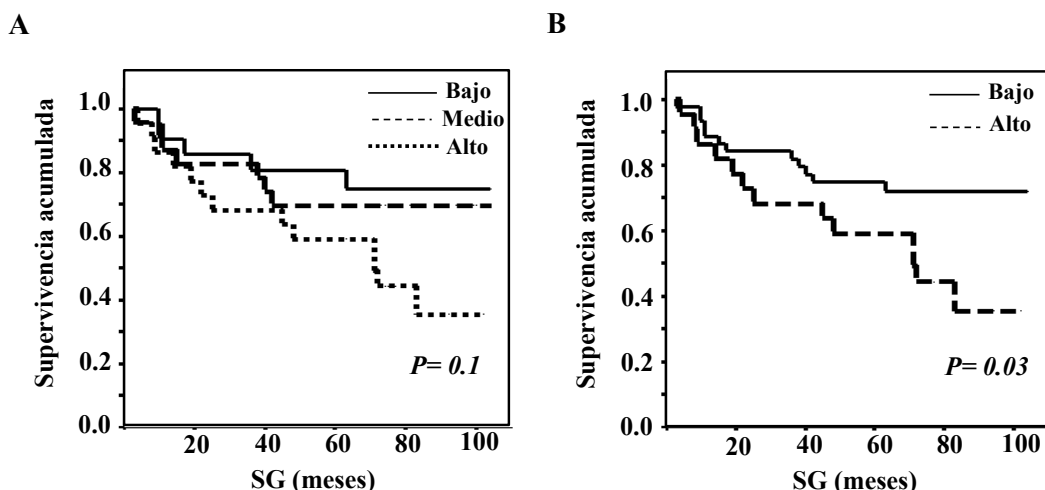 A
Supervivencia acumulada
1.0
0.8
0.6
0.4
0.2
0.0
Bajo
Medio
Alto
P= 0.1
20 40 60 80 100
SG (meses)
B
Supervivencia acumulada
1.0
0.8
0.6
0.4
0.2
0.0
Bajo
Alto
P= 0.03
20 40 60 80 100
SG (meses)